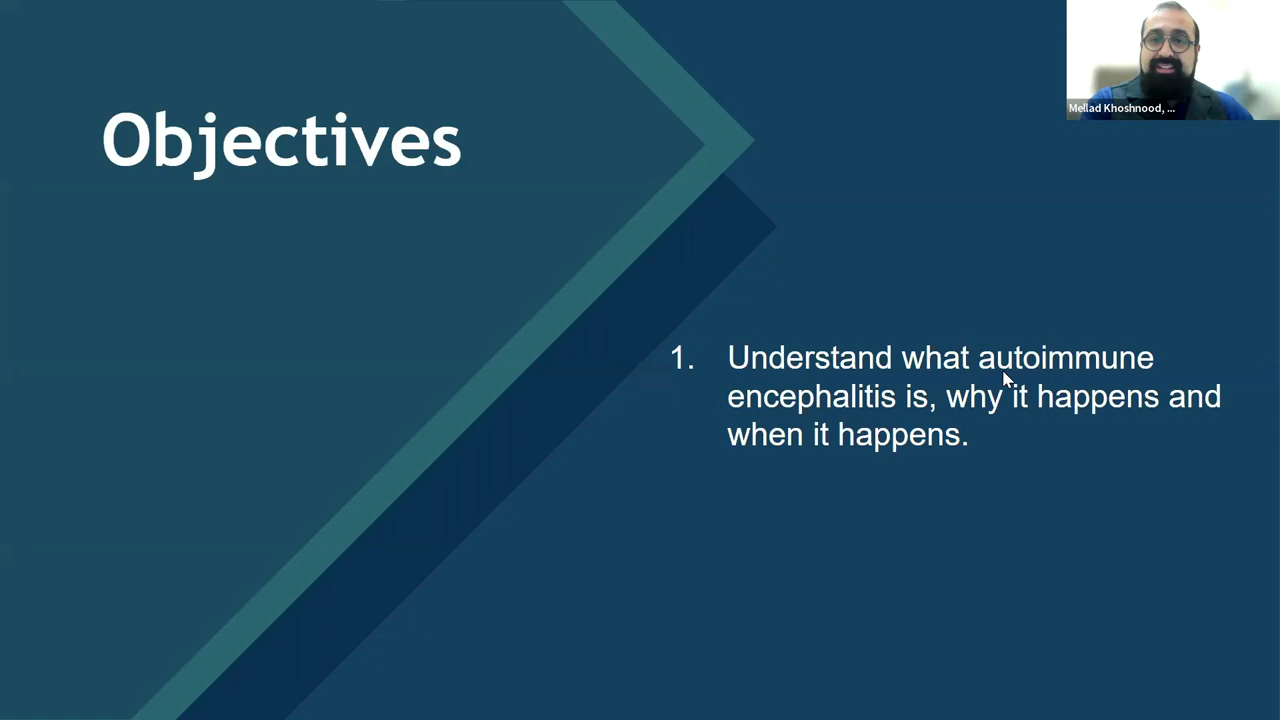 Objectives
Mellad Khoshnood, ...
1. Understand what autoimmune
encephalitis is, why it happens and
when it happens.